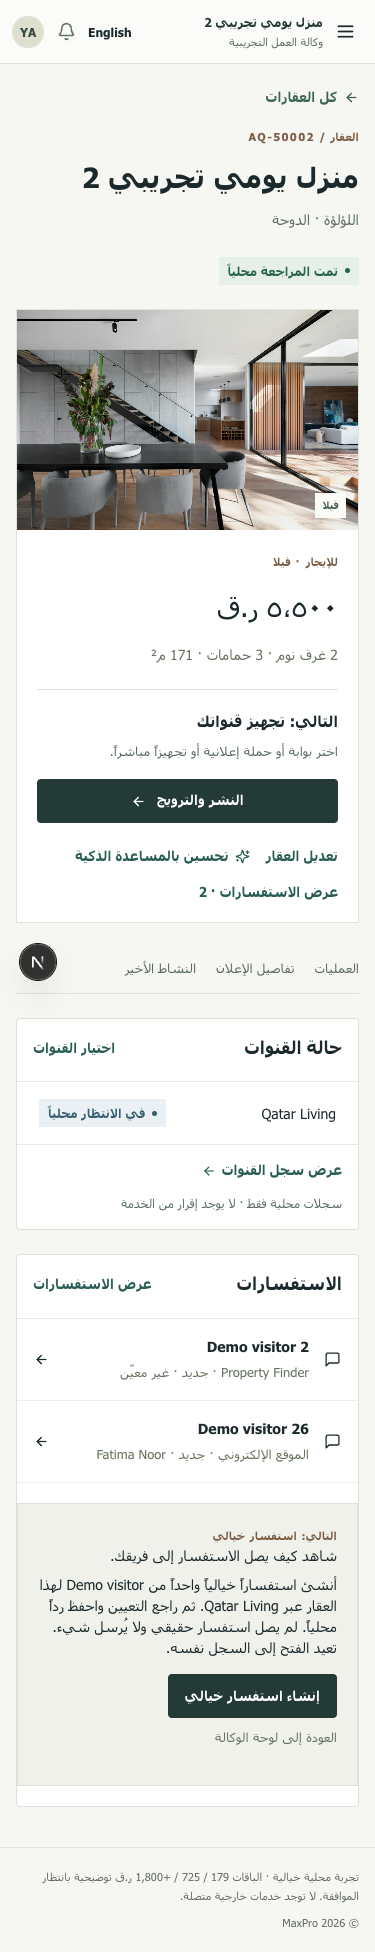 منزل يومي تجريبي 2
وكالة العمل التجريبية
English
YA
← كل العقارات
العقار / AQ-50002
منزل يومي تجريبي 2
اللؤلؤة · الدوحة
• تمت المراجعة محلياً
فيلا
للإيجار · فيلا
٥،٥٠٠ ر.ق
2 غرف نوم · 3 حمامات · 171 م²
التالي: تجهيز قنواتك
اختر بوابة أو حملة إعلانية أو تجهيزاً مباشراً.
النشر والترويج ←
تعديل العقار تحسين بالمساعدة الذكية
عرض الاستفسارات · 2
العمليات تفاصيل الإعلان النشاط الأخير
N
حالة القنوات
اختيار القنوات
Qatar Living
• في الانتظار محلياً
عرض سجل القنوات ←
سجلات محلية فقط · لا يوجد إقرار من الخدمة
الاستفسارات
عرض الاستفسارات
Demo visitor 2
Property Finder · جديد · غير معيّن
←
Demo visitor 26
الموقع الإلكتروني · جديد · Fatima Noor
←
التالي: استفسار خيالي
شاهد كيف يصل الاستفسار إلى فريقك.
أنشئ استفساراً خيالياً واحداً من Demo visitor لهذا
العقار عبر Qatar Living. ثم راجع التعيين واحفظ رداً
محلياً. لم يصل استفسار حقيقي ولا يُرسل شيء.
تعيد الفتح إلى السجل نفسه.
إنشاء استفسار خيالي
العودة إلى لوحة الوكالة
تجربة محلية خيالية · الباقات 179 / 725 / +1,800 ر.ق توضيحية بانتظار
الموافقة. لا توجد خدمات خارجية متصلة.
© 2026 MaxPro